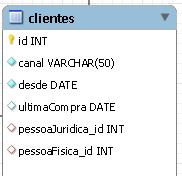 clientes
id INT
canal VARCHAR(50)
desde DATE
ultimaCompra DATE
pessoaJuridica_id INT
pessoaFisica_id INT